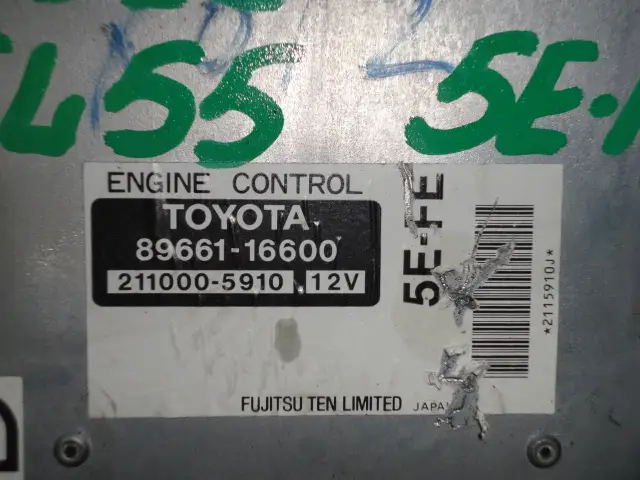 L55 5E-
ENGINE CONTROL
TOYOTA
89661-16600
211000-5910 12V
5E-FE
*2115910J*
FUJITSU TEN LIMITED JAPAN